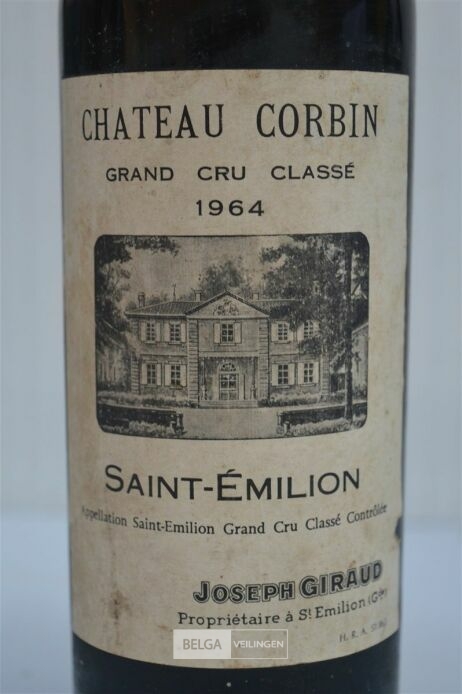 CHATEAU CORBIN
GRAND CRU CLASSÉ
1964
SAINT-ÉMILION
Appellation Saint-Emilion Grand Cru Classé Contrôlée
JOSEPH GIRAUD
Propriétaire à St Emilion
BELGA VEILINGEN
H. R. A.